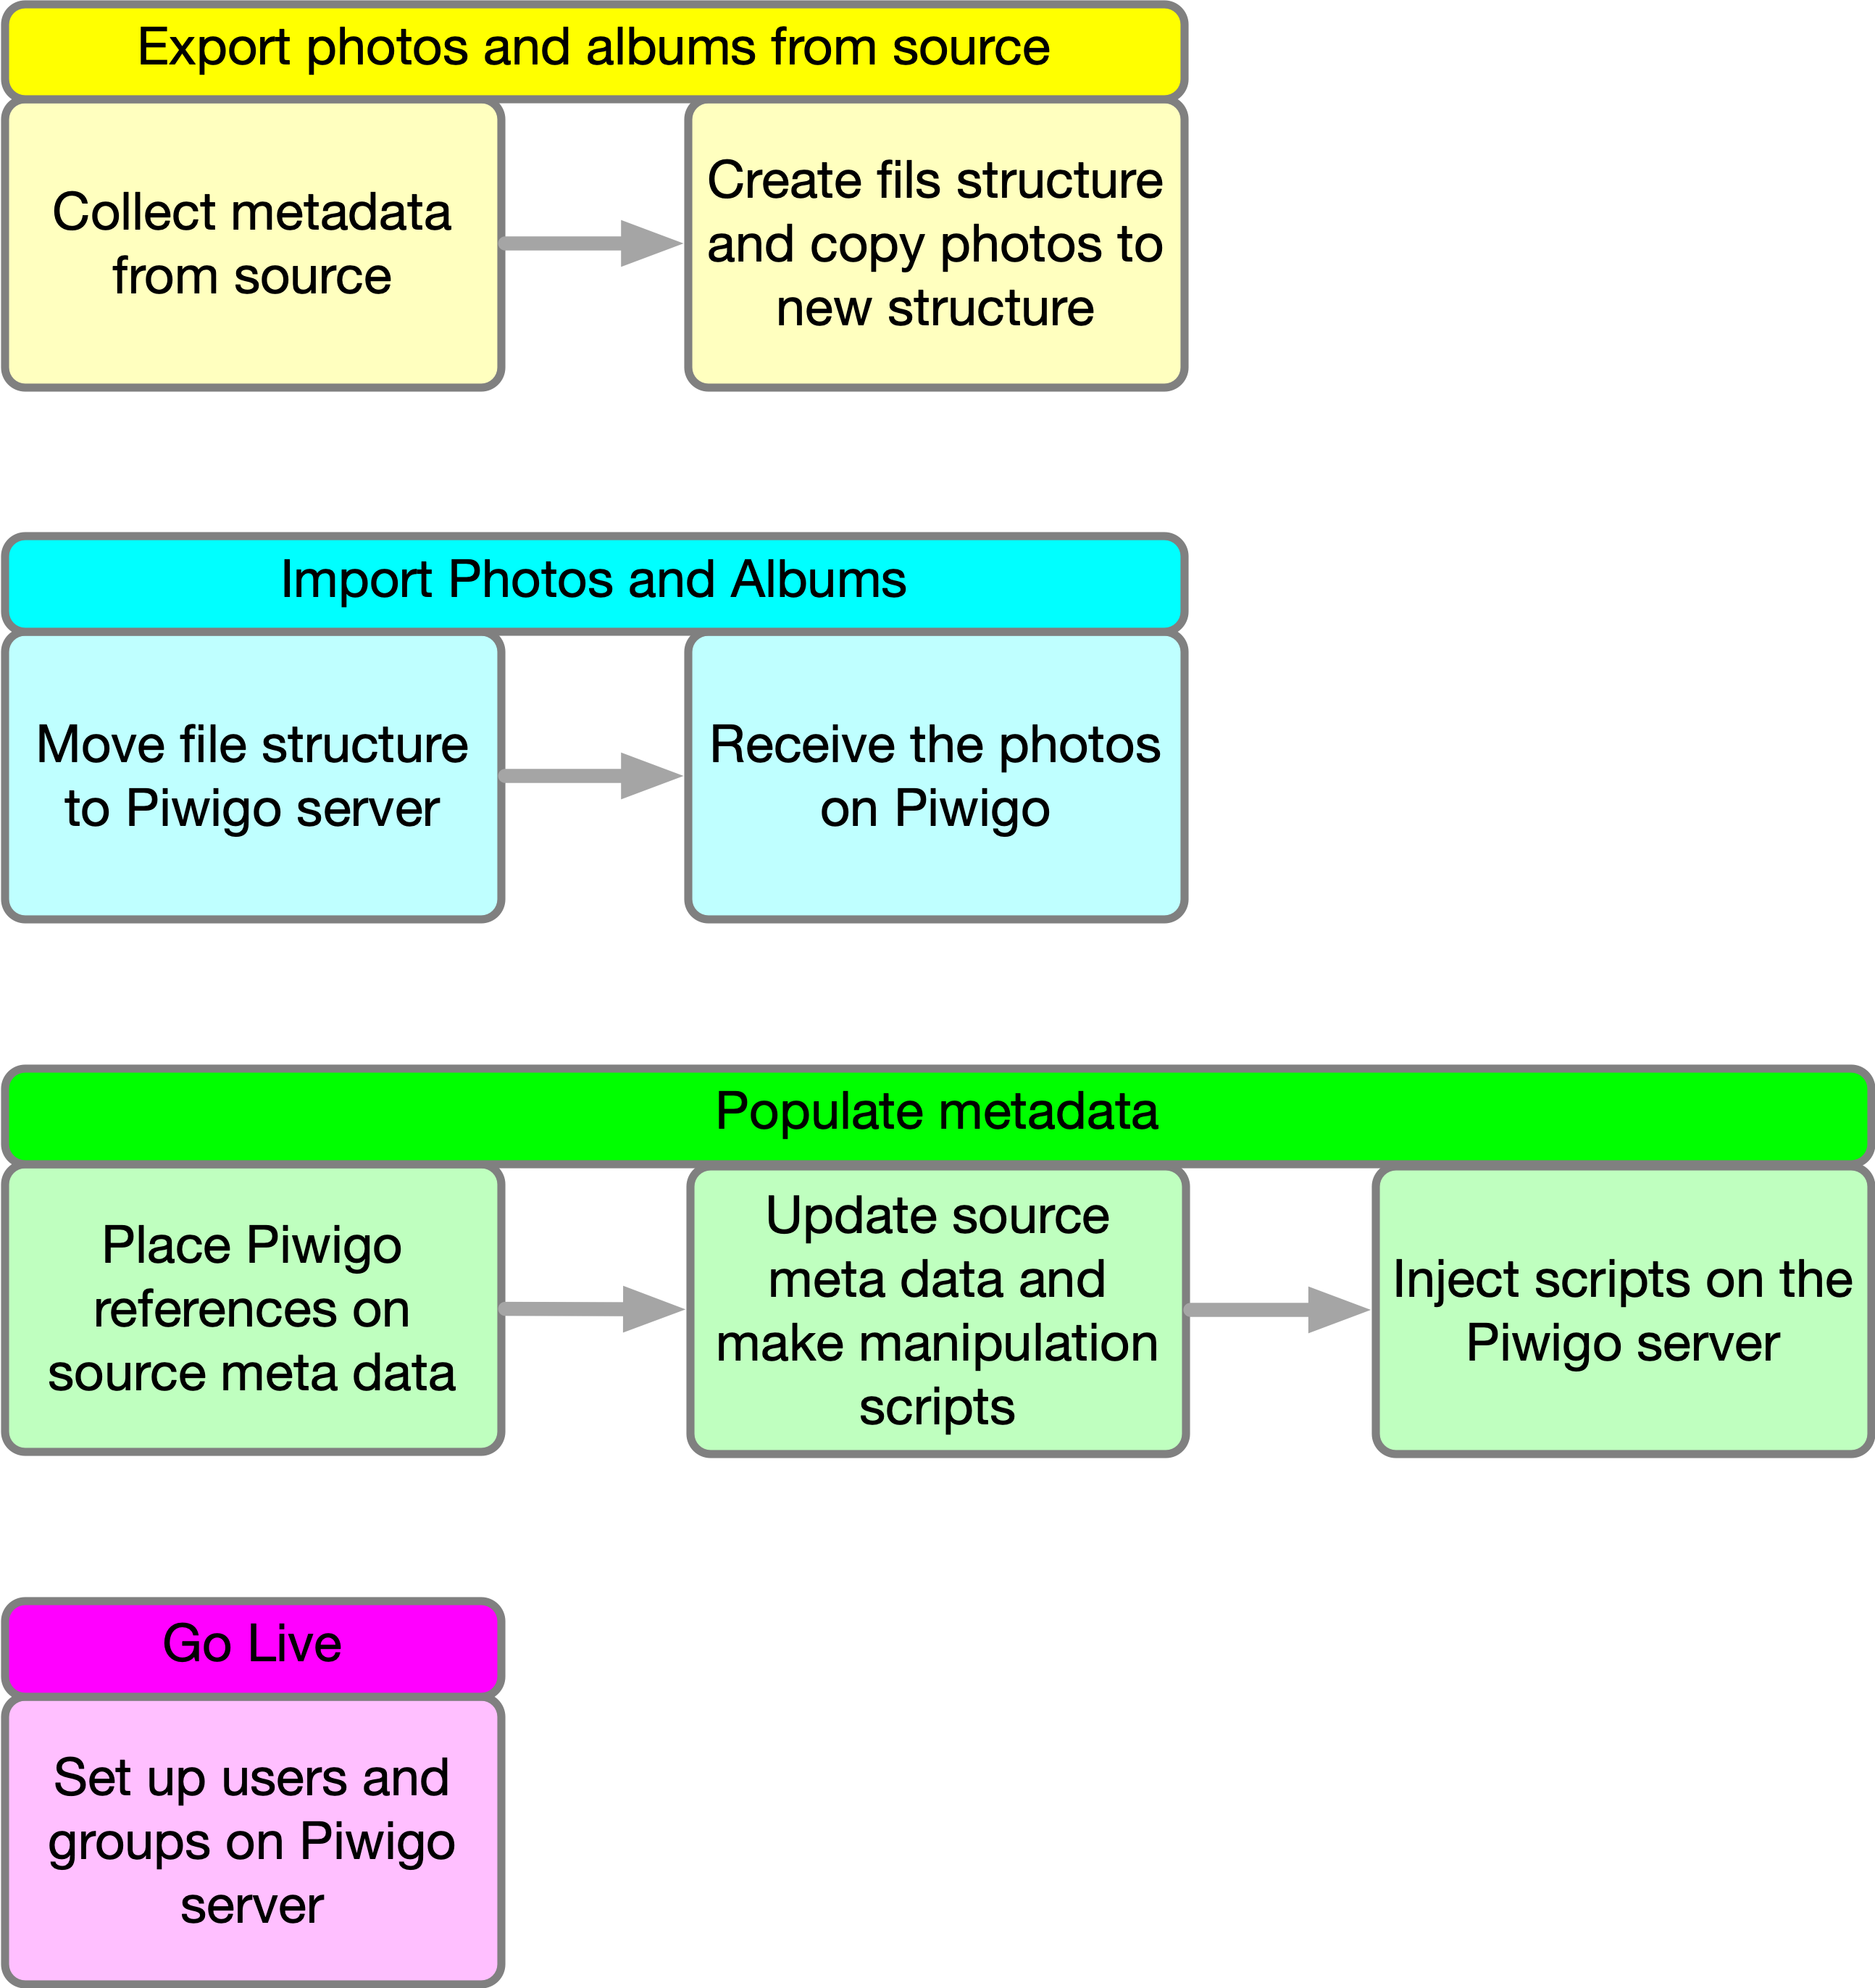 Export photos and albums from source
Collect metadata
from source
Create fils structure
and copy photos to
new structure
Import Photos and Albums
Move file structure
to Piwigo server
Receive the photos
on Piwigo
Populate metadata
Place Piwigo
references on
source meta data
Update source
meta data and
make manipulation
scripts
Inject scripts on the
Piwigo server
Go Live
Set up users and
groups on Piwigo
server